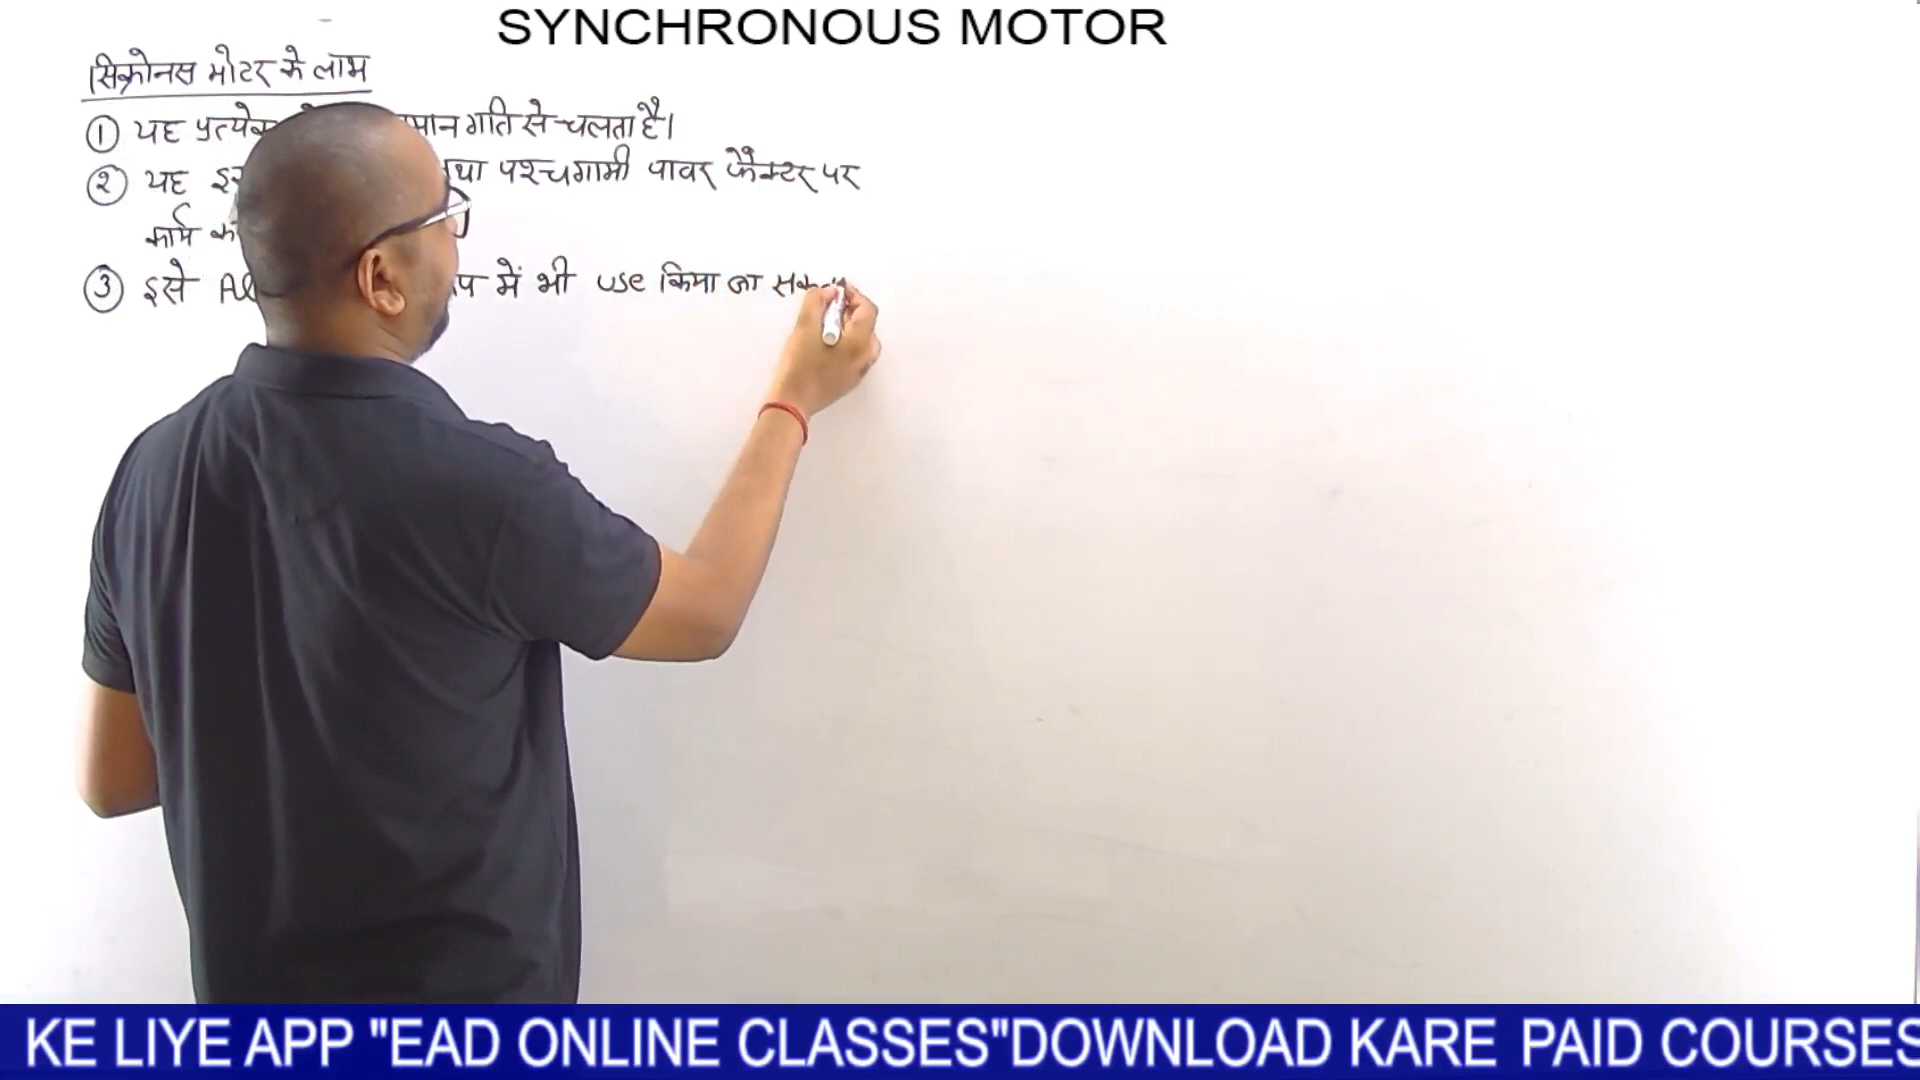 SYNCHRONOUS MOTOR
सिंक्रोनस मोटर के लाभ
① यह प्रत्येक गति से चलता है।
② यह पश्चगामी पावर फैक्टर पर
कार्य
③ इसे में भी use किया जा
KE LIYE APP "EAD ONLINE CLASSES"DOWNLOAD KARE PAID COURSES